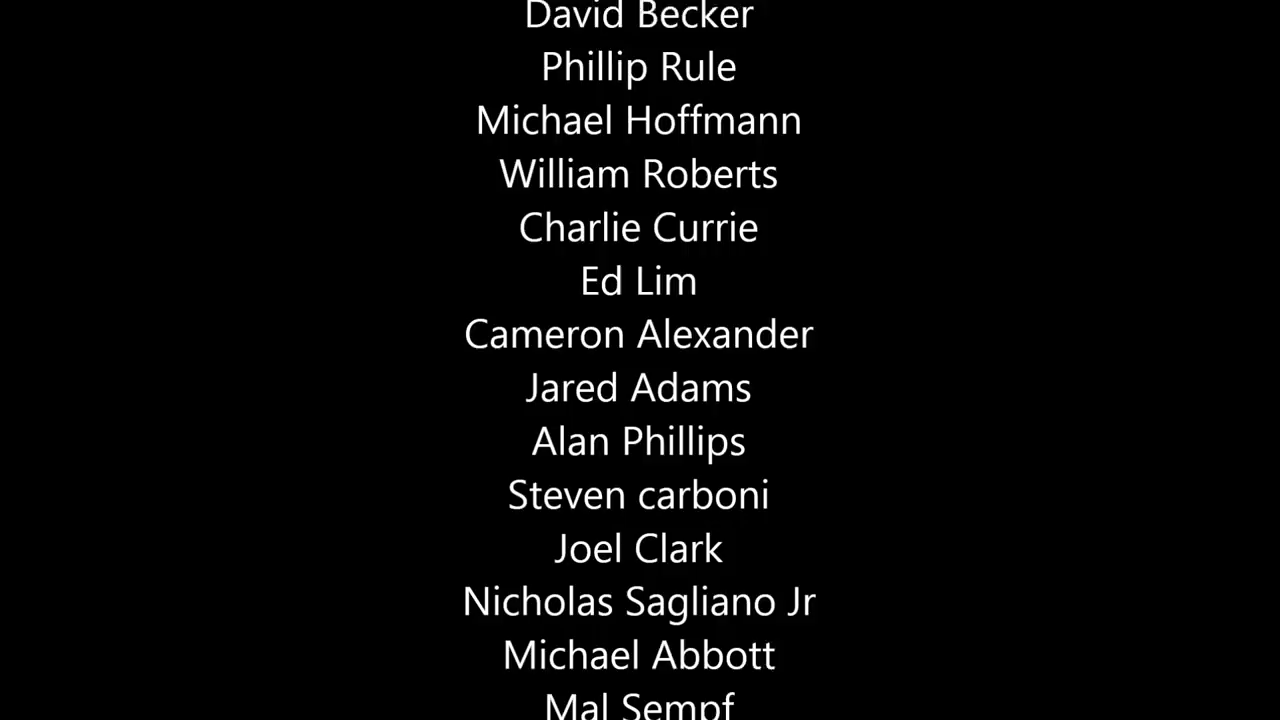 David Becker
Phillip Rule
Michael Hoffmann
William Roberts
Charlie Currie
Ed Lim
Cameron Alexander
Jared Adams
Alan Phillips
Steven carboni
Joel Clark
Nicholas Sagliano Jr
Michael Abbott
Mal Sempf